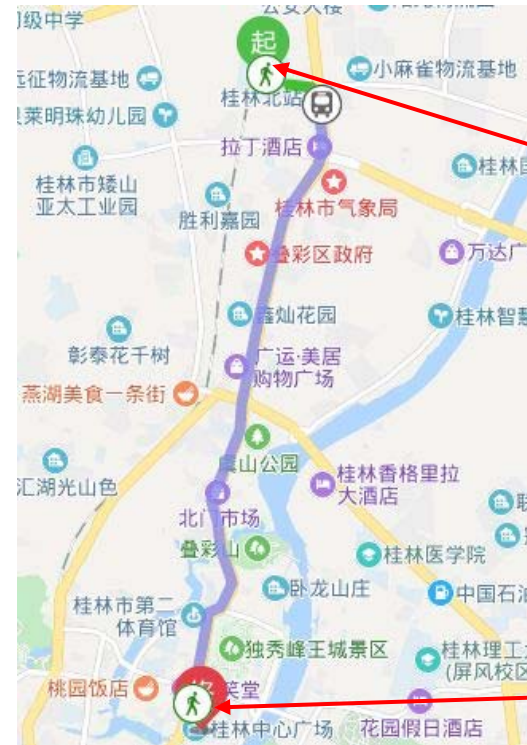 级中学
起
征物流基地
小麻雀物流基地
桂林北站
莱明珠幼儿园
拉丁酒店
桂林市矮山
亚太工业园
桂林
胜利嘉园
桂林市气象局
叠彩区政府
万达广
鑫灿花园
桂林智慧
彰泰花千树
广运·美居
购物广场
燕湖美食一条街
虞山公园
汇湖光山色
桂林香格里拉
大酒店
北门市场
叠彩山
桂林医学院
卧龙山庄
中国石油
桂林市第二
体育馆
独秀峰王城景区
桂林理工大
(屏风校区
桃园饭店
笑堂
桂林中心广场
花园假日酒店